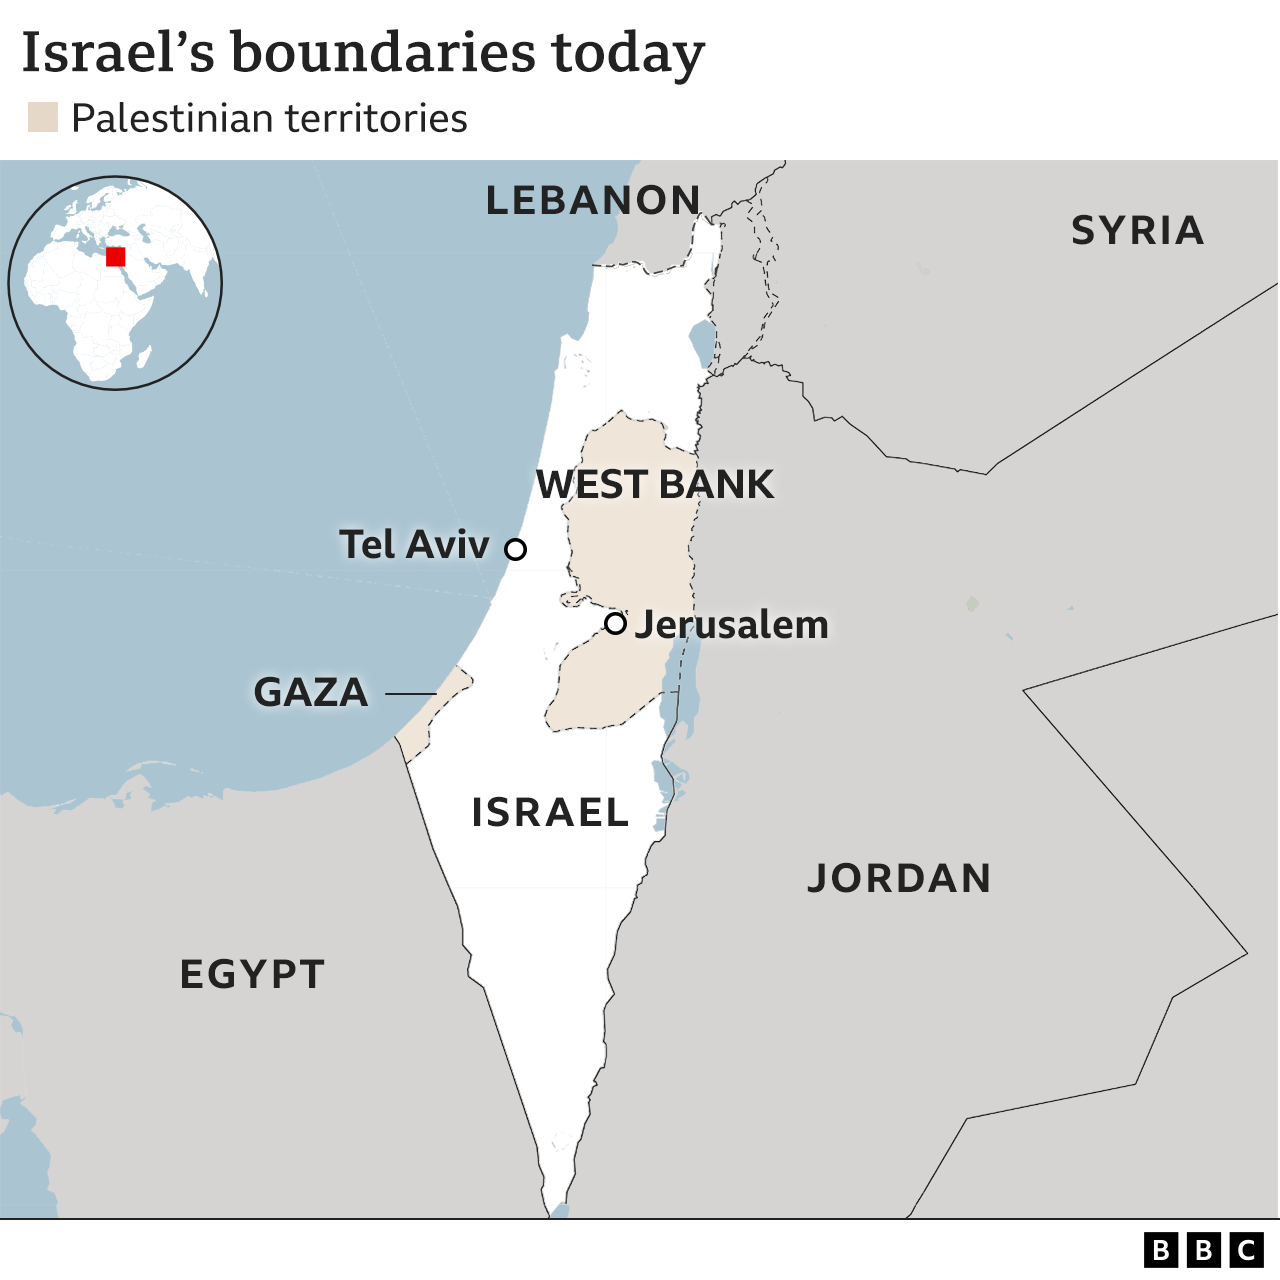 Israel’s boundaries today
Palestinian territories
LEBANON
SYRIA
WEST BANK
Tel Aviv
Jerusalem
GAZA
ISRAEL
JORDAN
EGYPT
BBC